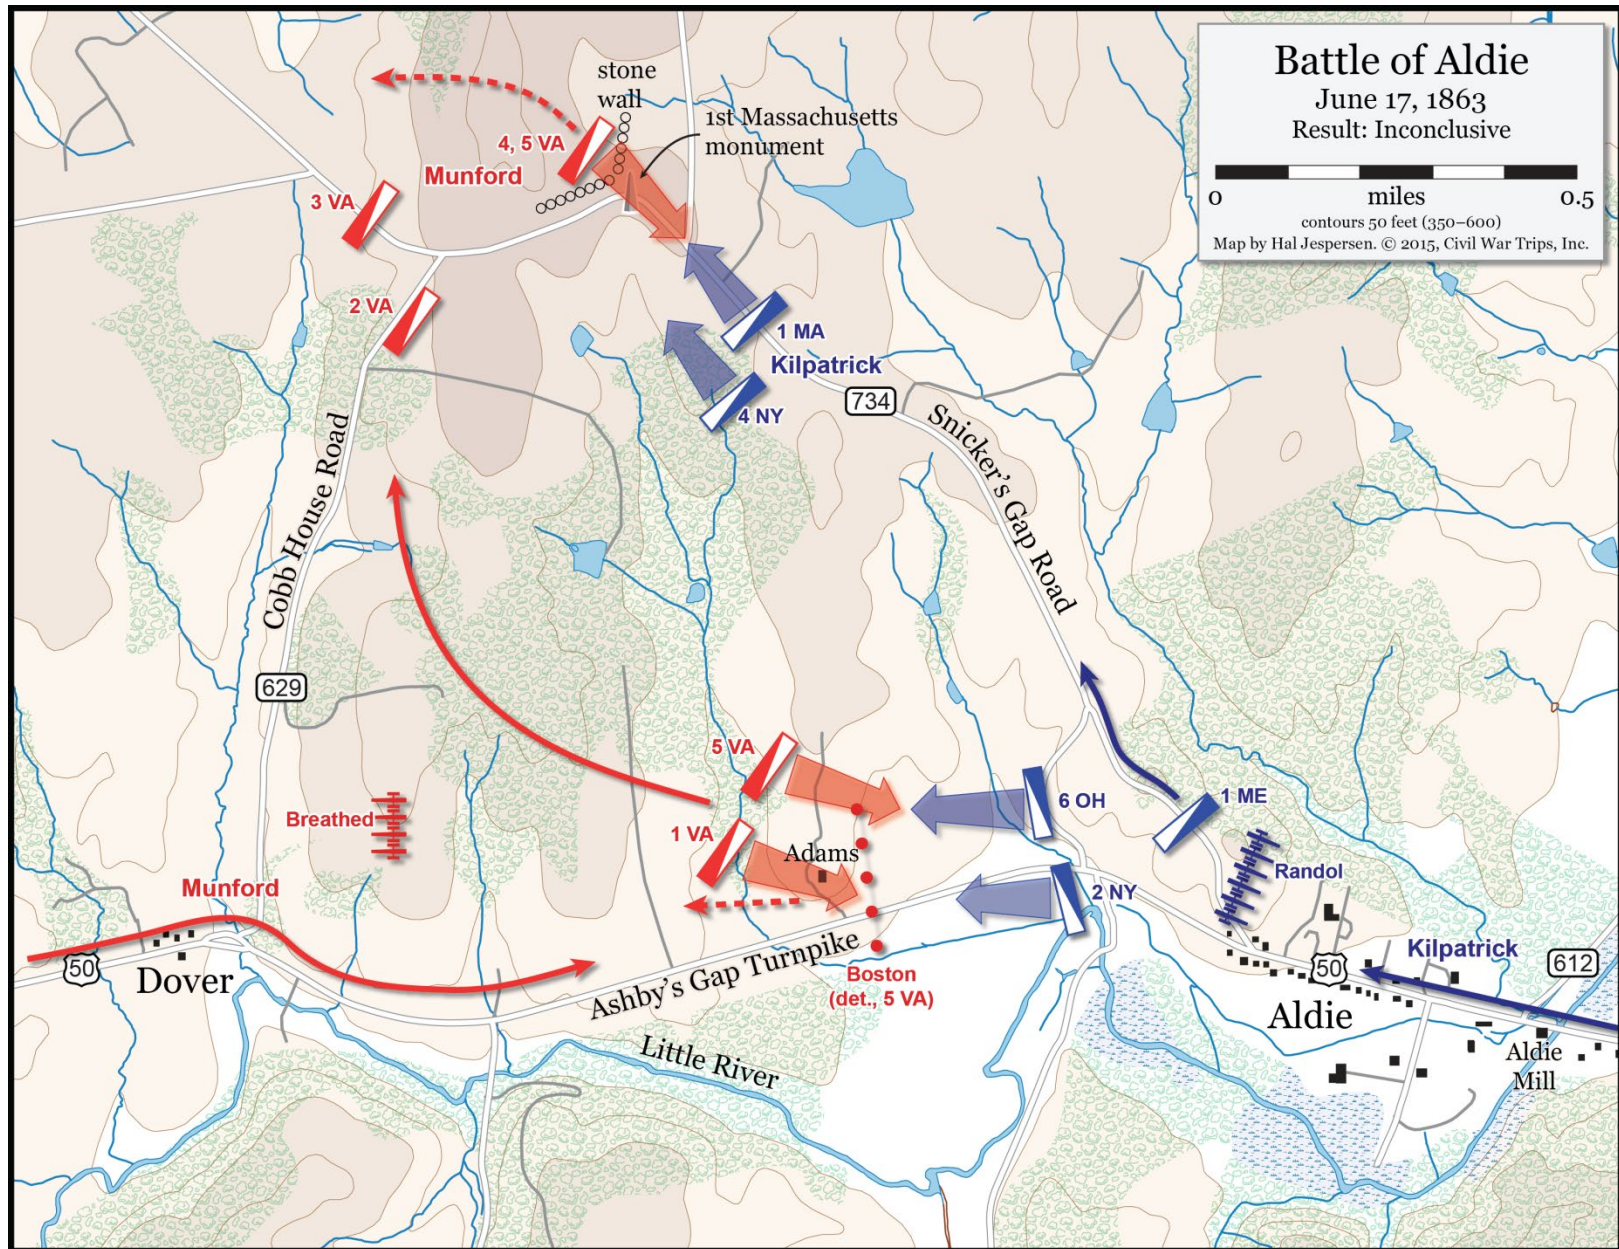 Battle of Aldie
June 17, 1863
Result: Inconclusive
0 miles 0.5
contours 50 feet (350–600)
Map by Hal Jespersen. © 2015, Civil War Trips, Inc.
stone
wall
1st Massachusetts
monument
4, 5 VA
Munford
3 VA
2 VA
1 MA
Kilpatrick
4 NY
734
Snicker's Gap Road
Cobb House Road
629
5 VA
6 OH
1 ME
Breathed
1 VA
Adams
Randol
Munford
2 NY
50
Dover
Ashby's Gap Turnpike
Boston
(det., 5 VA)
Kilpatrick
50
612
Aldie
Little River
Aldie
Mill